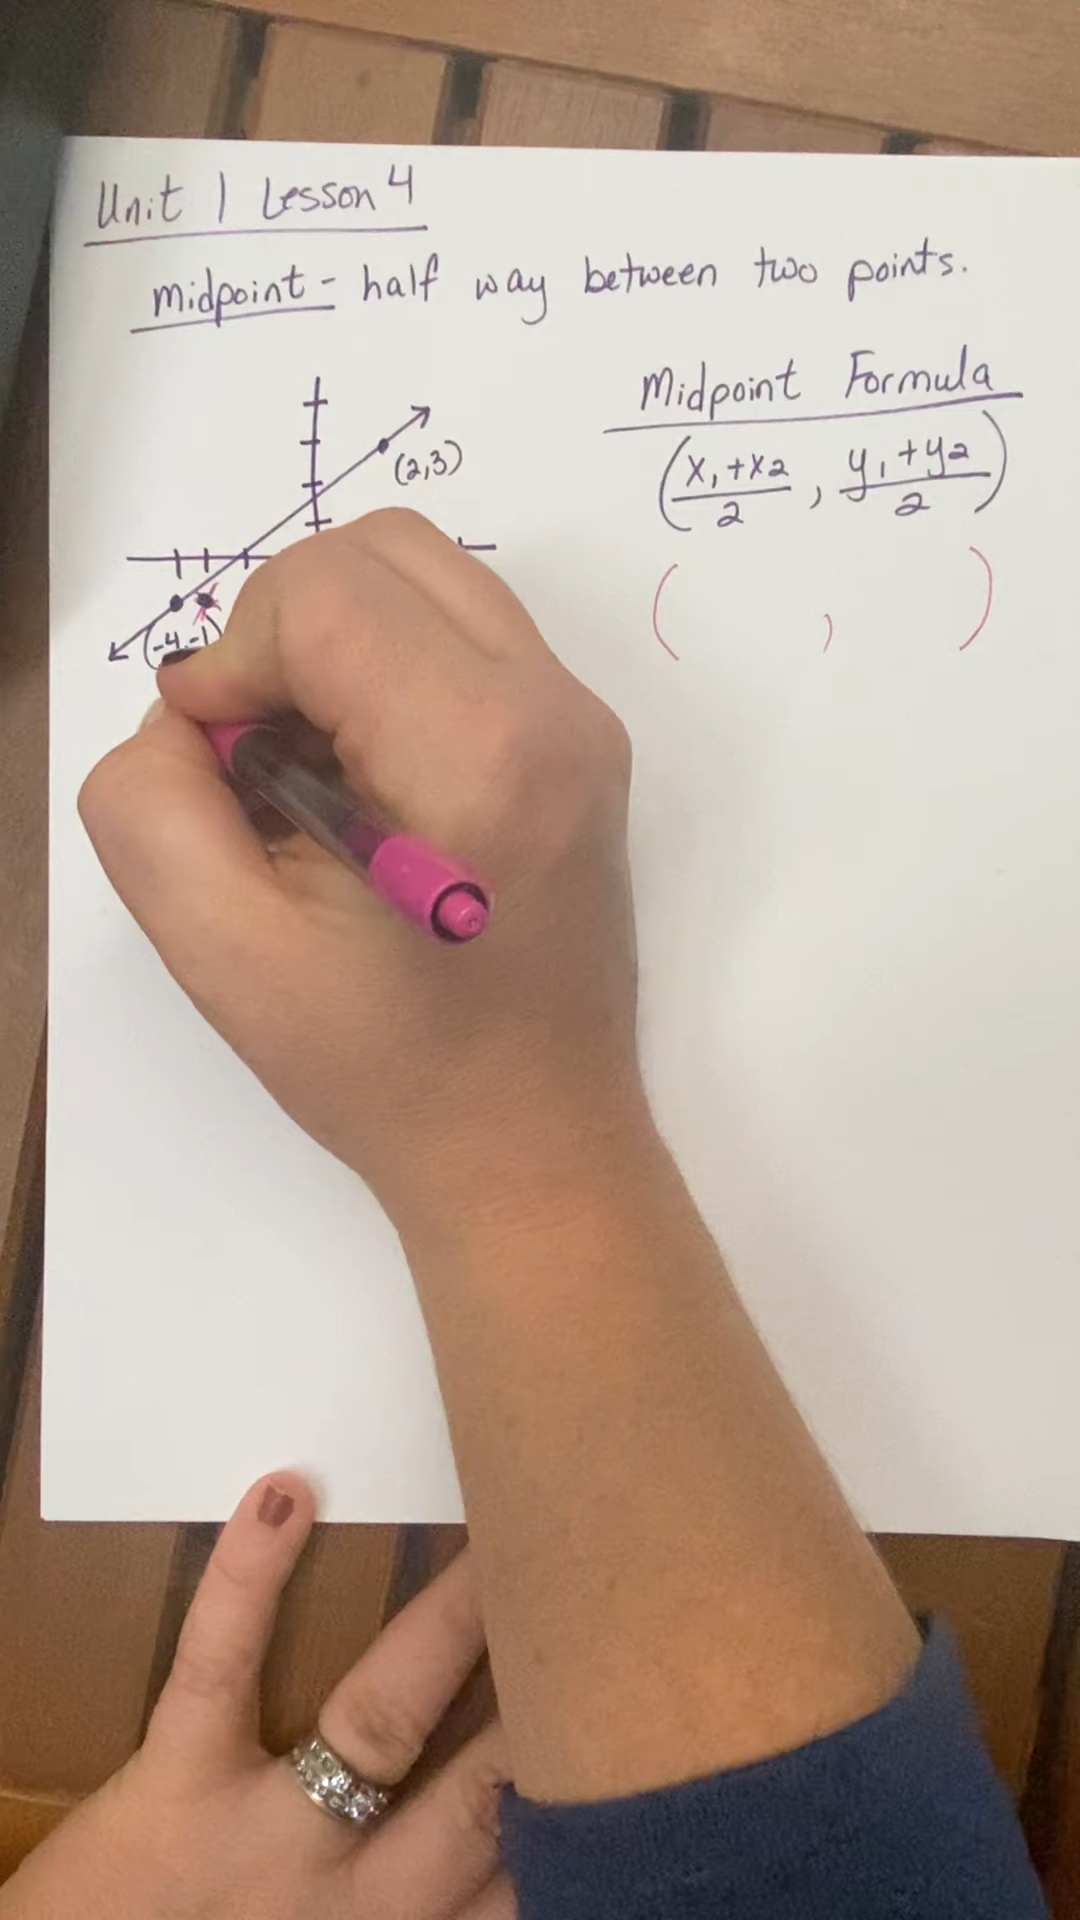 Unit 1 Lesson 4
midpoint - half way between two points.
Midpoint Formula
(2,3)
(x₁+x₂/2, y₁+y₂/2)
(-4,-1)
( , )